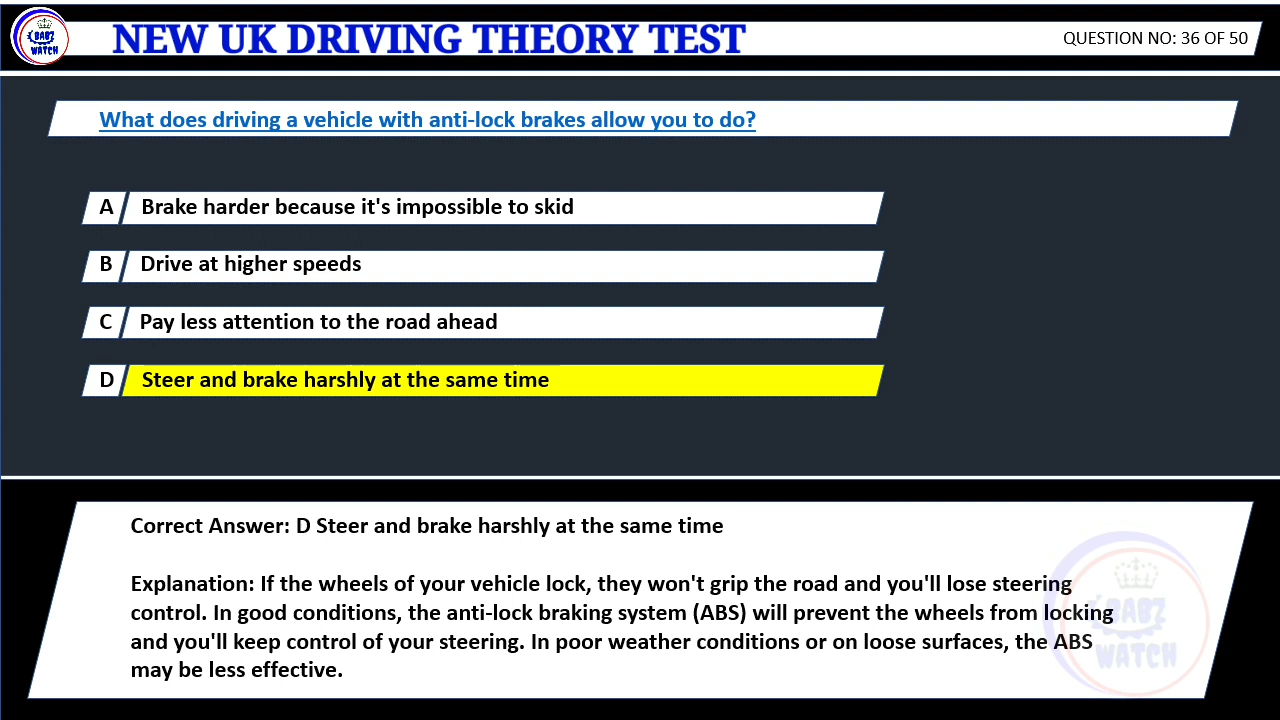 BABZ
WATCH
NEW UK DRIVING THEORY TEST
QUESTION NO: 36 OF 50
What does driving a vehicle with anti-lock brakes allow you to do?
A Brake harder because it's impossible to skid
B Drive at higher speeds
C Pay less attention to the road ahead
D Steer and brake harshly at the same time
Correct Answer: D Steer and brake harshly at the same time
Explanation: If the wheels of your vehicle lock, they won't grip the road and you'll lose steering
control. In good conditions, the anti-lock braking system (ABS) will prevent the wheels from locking
and you'll keep control of your steering. In poor weather conditions or on loose surfaces, the ABS
may be less effective.
BABZ
WATCH